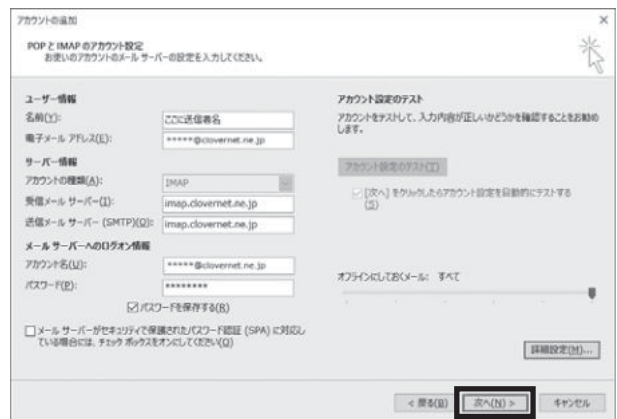 アカウントの追加
×
POP と IMAP のアカウント設定
お使いのアカウントのメール サーバーの設定を入力してください。
ユーザー情報
名前(Y):
ここに送信者名
電子メール アドレス(E):
*****@clovernet.ne.jp
サーバー情報
アカウントの種類(A):
IMAP
受信メール サーバー(I):
imap.clovernet.ne.jp
送信メール サーバー (SMTP)(O):
imap.clovernet.ne.jp
メール サーバーへのログオン情報
アカウント名(U):
*****@clovernet.ne.jp
パスワード(P):
********
パスワードを保存する(R)
メール サーバーがセキュリティで保護されたパスワード認証 (SPA) に対応し
ている場合には、チェック ボックスをオンにしてください(Q)
アカウント設定のテスト
アカウントをテストして、入力内容が正しいかどうかを確認することをお勧め
します。
アカウント設定のテスト(T)
[次へ] をクリックしたらアカウント設定を自動的にテストする
(S)
オフラインにしておくメール: すべて
詳細設定(M)...
< 戻る(B)
次へ(N) >
キャンセル